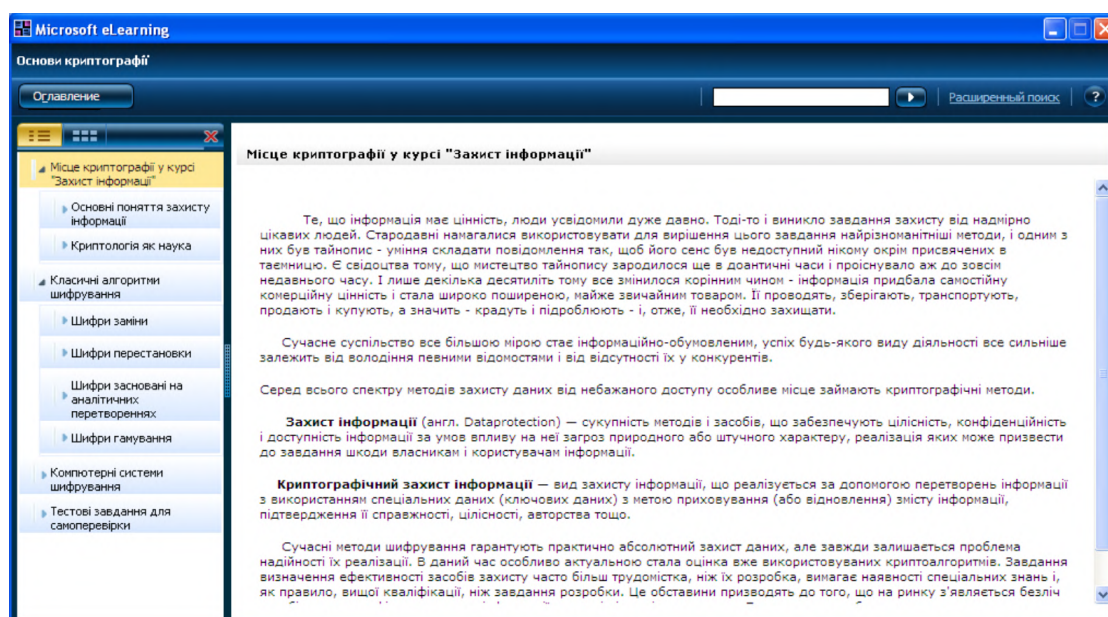 Microsoft eLearning
Основи криптографії
Оглавление
Расширенный поиск
?
Місце криптографії у курсі
"Захист інформації"
Основні поняття захисту
інформації
Криптологія як наука
Класичні алгоритми
шифрування
Шифри заміни
Шифри перестановки
Шифри засновані на
аналітичних
перетвореннях
Шифри гамування
Компютерні системи
шифрування
Тестові завдання для
самоперевірки
Місце криптографії у курсі "Захист інформації"
Те, що інформація має цінність, люди усвідомили дуже давно. Тоді-то і виникло завдання захисту від надмірно
цікавих людей. Стародавні намагалися використовувати для вирішення цього завдання найрізноманітніші методи, і одним з
них був тайнопис - уміння складати повідомлення так, щоб його сенс був недоступний нікому окрім присвячених в
таємницю. Є свідоцтва тому, що мистецтво тайнопису зародилося ще в доантичні часи і проіснувало аж до зовсім
недавнього часу. І лише декілька десятиліть тому все змінилося корінним чином - інформація придбала самостійну
комерційну цінність і стала широко поширеною, майже звичайним товаром. Її проводять, зберігають, транспортують,
продають і купують, а значить - крадуть і підроблюють - і, отже, її необхідно захищати.
Сучасне суспільство все більшою мірою стає інформаційно-обумовленим, успіх будь-якого виду діяльності все сильніше
залежить від володіння певними відомостями і від відсутності їх у конкурентів.
Серед всього спектру методів захисту даних від небажаного доступу особливе місце займають криптографічні методи.
Захист інформації (англ. Dataprotection) — сукупність методів і засобів, що забезпечують цілісність, конфіденційність
і доступність інформації за умов впливу на неї загроз природного або штучного характеру, реалізація яких може призвести
до завдання шкоди власникам і користувачам інформації.
Криптографічний захист інформації — вид захисту інформації, що реалізується за допомогою перетворень інформації
з використанням спеціальних даних (ключових даних) з метою приховування (або відновлення) змісту інформації,
підтвердження її справжності, цілісності, авторства тощо.
Сучасні методи шифрування гарантують практично абсолютний захист даних, але завжди залишається проблема
надійності їх реалізації. В даний час особливо актуальною стала оцінка вже використовуваних криптоалгоритмів. Завдання
визначення ефективності засобів захисту часто більш трудомістка, ніж їх розробка, вимагає наявності спеціальних знань і,
як правило, вищої кваліфікації, ніж завдання розробки. Це обставини призводять до того, що на ринку з'являється безліч